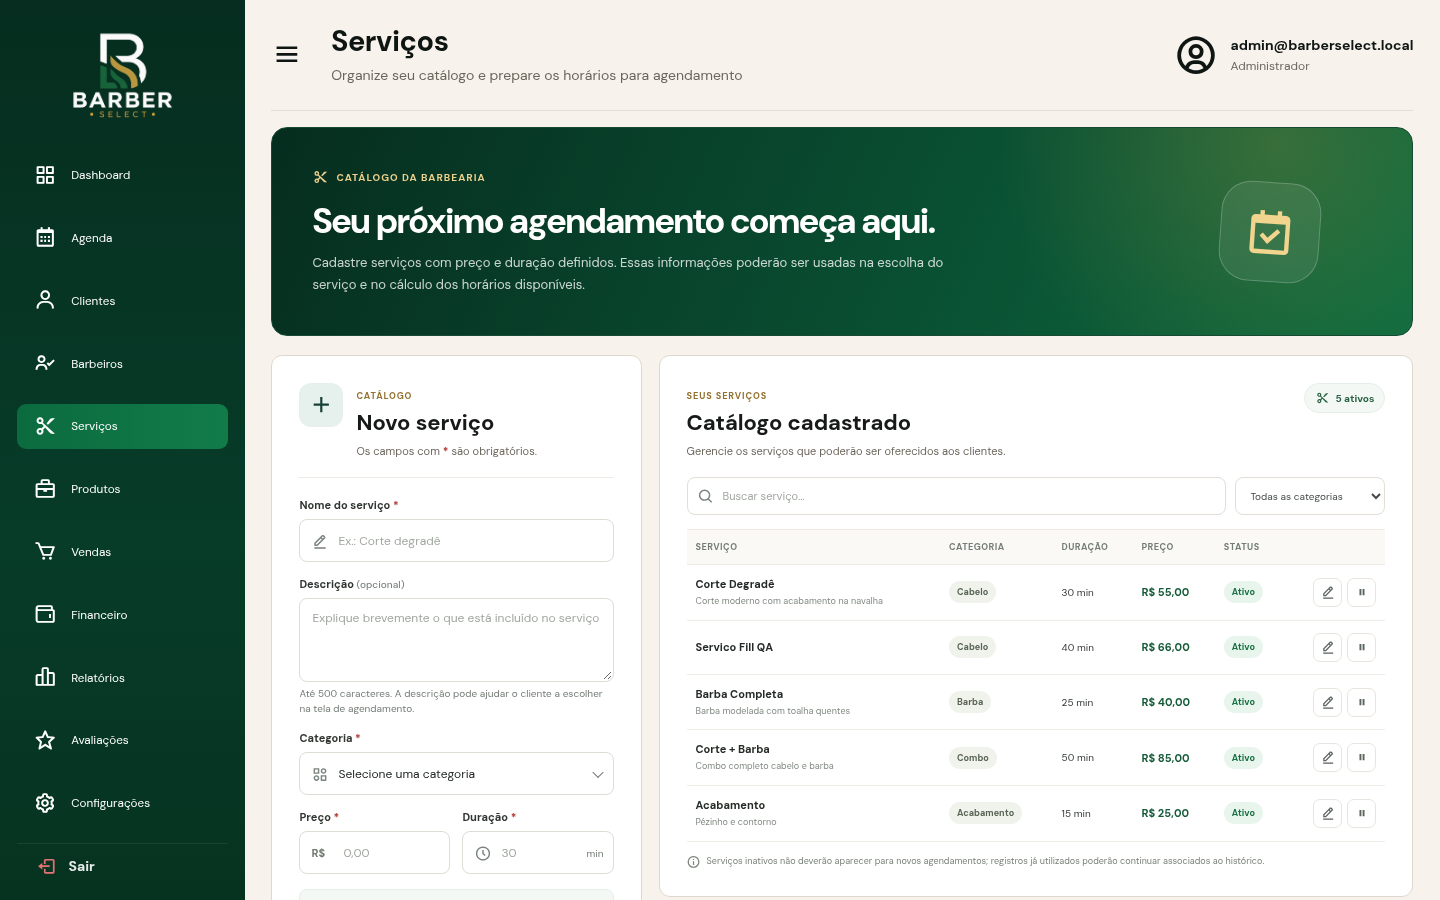 BARBER
• SELECT •
Dashboard
Agenda
Clientes
Barbeiros
Serviços
Produtos
Vendas
Financeiro
Relatórios
Avaliações
Configurações
Sair
Serviços
Organize seu catálogo e prepare os horários para agendamento
admin@barberselect.local
Administrador
CATÁLOGO DA BARBEARIA
Seu próximo agendamento começa aqui.
Cadastre serviços com preço e duração definidos. Essas informações poderão ser usadas na escolha do
serviço e no cálculo dos horários disponíveis.
CATÁLOGO
Novo serviço
Os campos com * são obrigatórios.
Nome do serviço *
Ex.: Corte degradê
Descrição (opcional)
Explique brevemente o que está incluído no serviço
Até 500 caracteres. A descrição pode ajudar o cliente a escolher
na tela de agendamento.
Categoria *
Selecione uma categoria
Preço * Duração *
R$ 0,00 30 min
SEUS SERVIÇOS
Catálogo cadastrado
Gerencie os serviços que poderão ser oferecidos aos clientes.
5 ativos
Buscar serviço... Todas as categorias
SERVIÇO CATEGORIA DURAÇÃO PREÇO STATUS
Corte Degradê Cabelo 30 min R$ 55,00 Ativo
Corte moderno com acabamento na navalha
Servico Fill QA Cabelo 40 min R$ 66,00 Ativo
Barba Completa Barba 25 min R$ 40,00 Ativo
Barba modelada com toalha quentes
Corte + Barba Combo 50 min R$ 85,00 Ativo
Combo completo cabelo e barba
Acabamento Acabamento 15 min R$ 25,00 Ativo
Pézinho e contorno
Serviços inativos não deverão aparecer para novos agendamentos; registros já utilizados poderão continuar associados ao histórico.